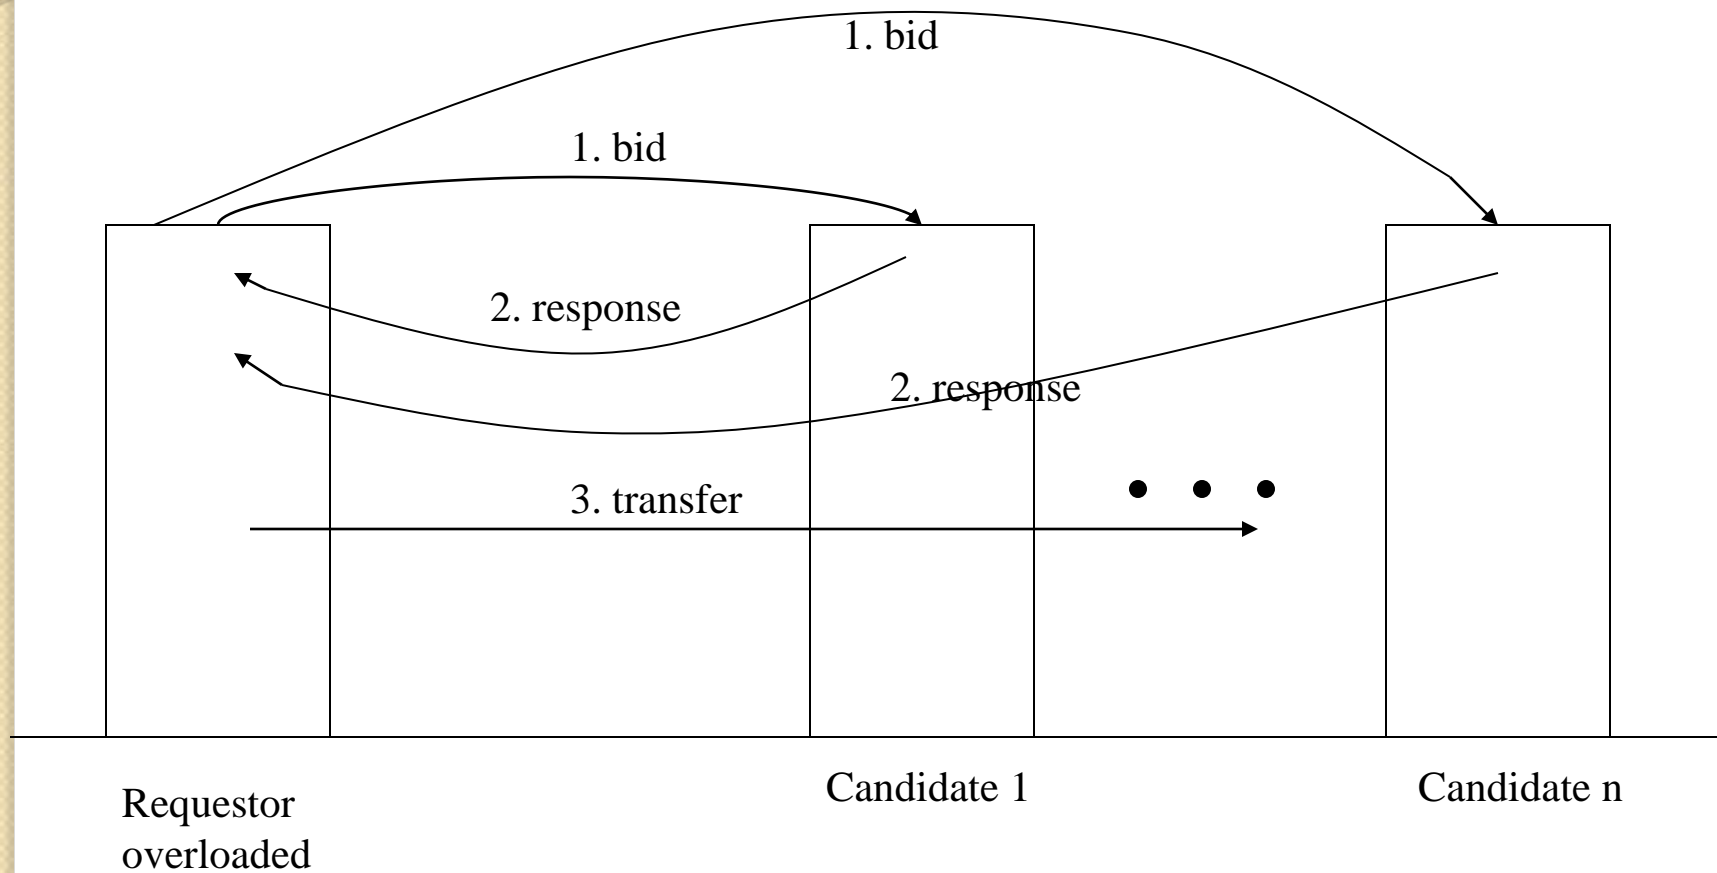 1. bid
1. bid
2. response
2. response
3. transfer
Candidate 1
Candidate n
Requestor
overloaded